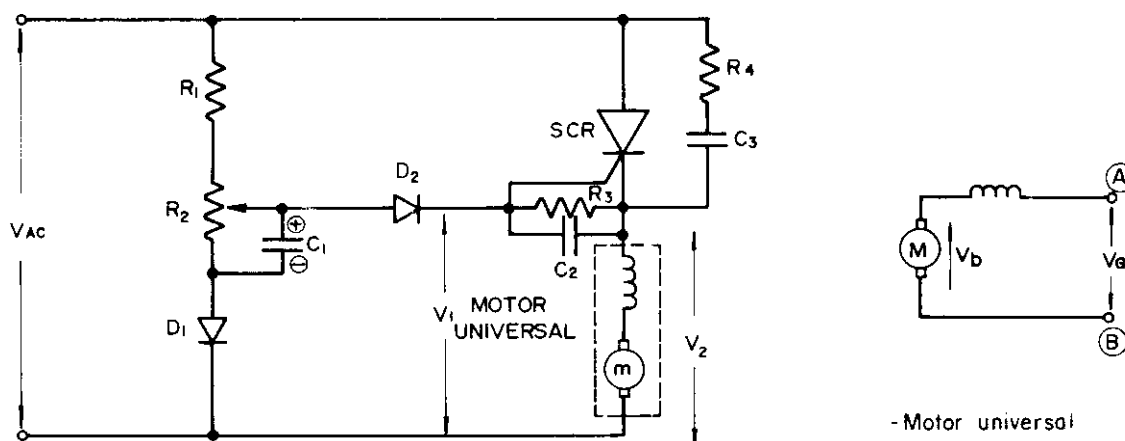 R1
R4
SCR
C3
D2
R3
R2
VAC
C1
C2
V1
MOTOR
UNIVERSAL
D1
V2
m
A
M
Vb
Va
B
- Motor universal